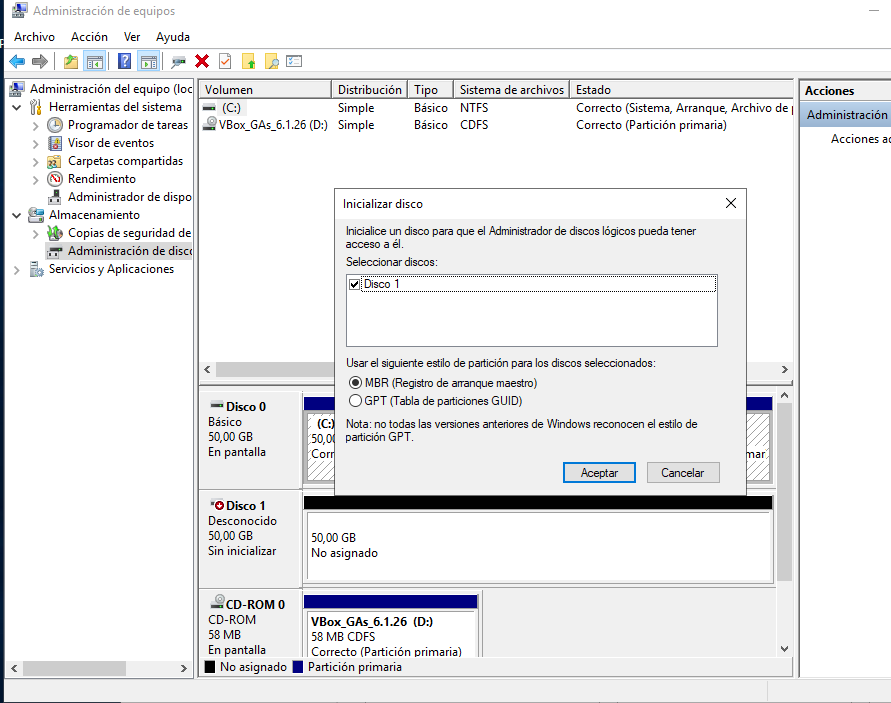 Administración de equipos
Archivo Acción Ver Ayuda
Administración del equipo (loc
Herramientas del sistema
Programador de tareas
Visor de eventos
Carpetas compartidas
Rendimiento
Administrador de dispo
Almacenamiento
Copias de seguridad de
Administración de disco
Servicios y Aplicaciones
Volumen Distribución Tipo Sistema de archivos Estado
(C:) Simple Básico NTFS Correcto (Sistema, Arranque, Archivo de p
VBox_GAs_6.1.26 (D:) Simple Básico CDFS Correcto (Partición primaria)
Acciones
Administración
Acciones ad
Inicializar disco
Inicialice un disco para que el Administrador de discos lógicos pueda tener
acceso a él.
Seleccionar discos:
Disco 1
Usar el siguiente estilo de partición para los discos seleccionados:
MBR (Registro de arranque maestro)
GPT (Tabla de particiones GUID)
Nota: no todas las versiones anteriores de Windows reconocen el estilo de
partición GPT.
Aceptar Cancelar
Disco 0
Básico
50,00 GB
En pantalla
(C:)
50,00
Corr
mar
Disco 1
Desconocido
50,00 GB
Sin inicializar
50,00 GB
No asignado
CD-ROM 0
CD-ROM
58 MB
En pantalla
VBox_GAs_6.1.26 (D:)
58 MB CDFS
Correcto (Partición primaria)
No asignado Partición primaria